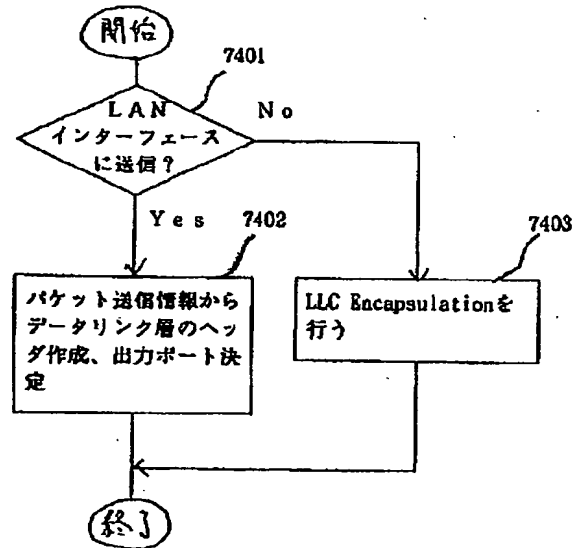 開始
7401
LAN
インターフェース
に送信?
No
Yes
7402
7403
パケット送信情報から
データリンク層のヘッ
ダ作成、出力ポート決
定
LLC Encapsulationを
行う
終了